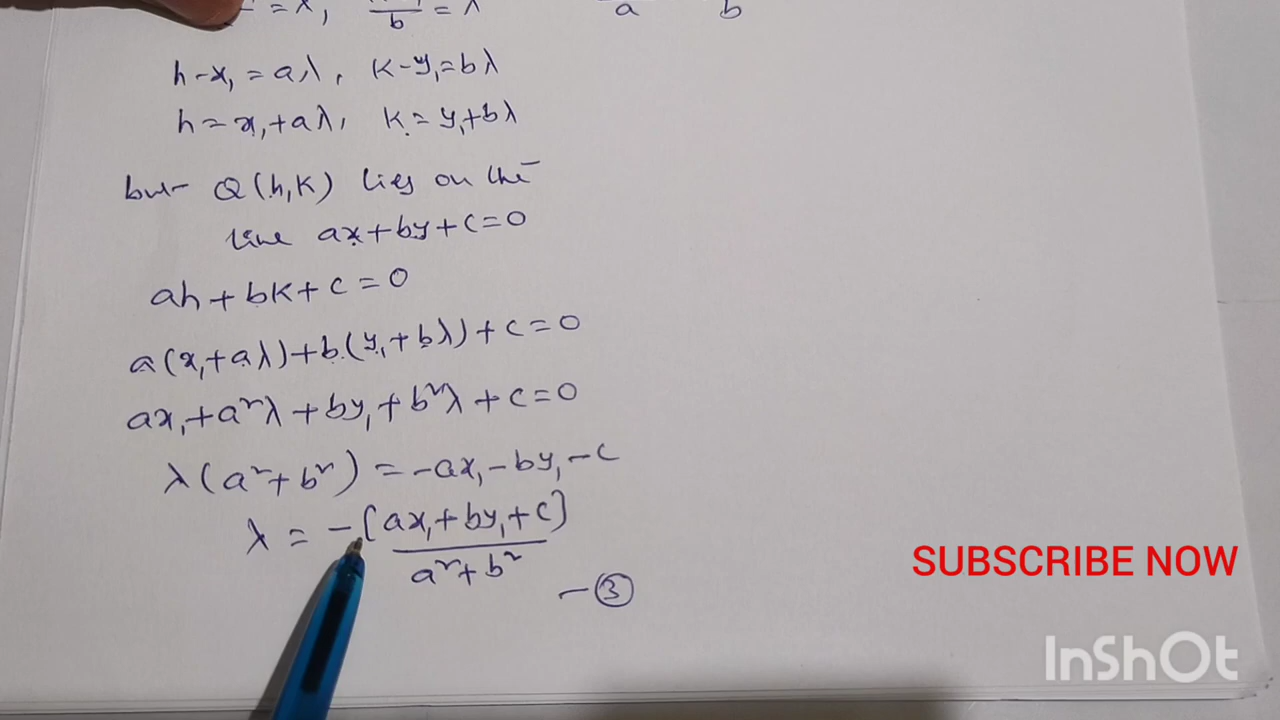 = λ, b = λ a b
h-x₁ = aλ, K-y₁ = bλ
h = x₁+aλ, K = y₁+bλ
but Q(h,K) lies on the
line ax+by+c=0
ah+bK+c=0
a(x₁+aλ)+b(y₁+bλ)+c=0
ax₁+a²λ+by₁+b²λ+c=0
λ(a²+b²) = -ax₁-by₁-c
λ = -[ax₁+by₁+c]
a²+b²
-③
SUBSCRIBE NOW
InShOt